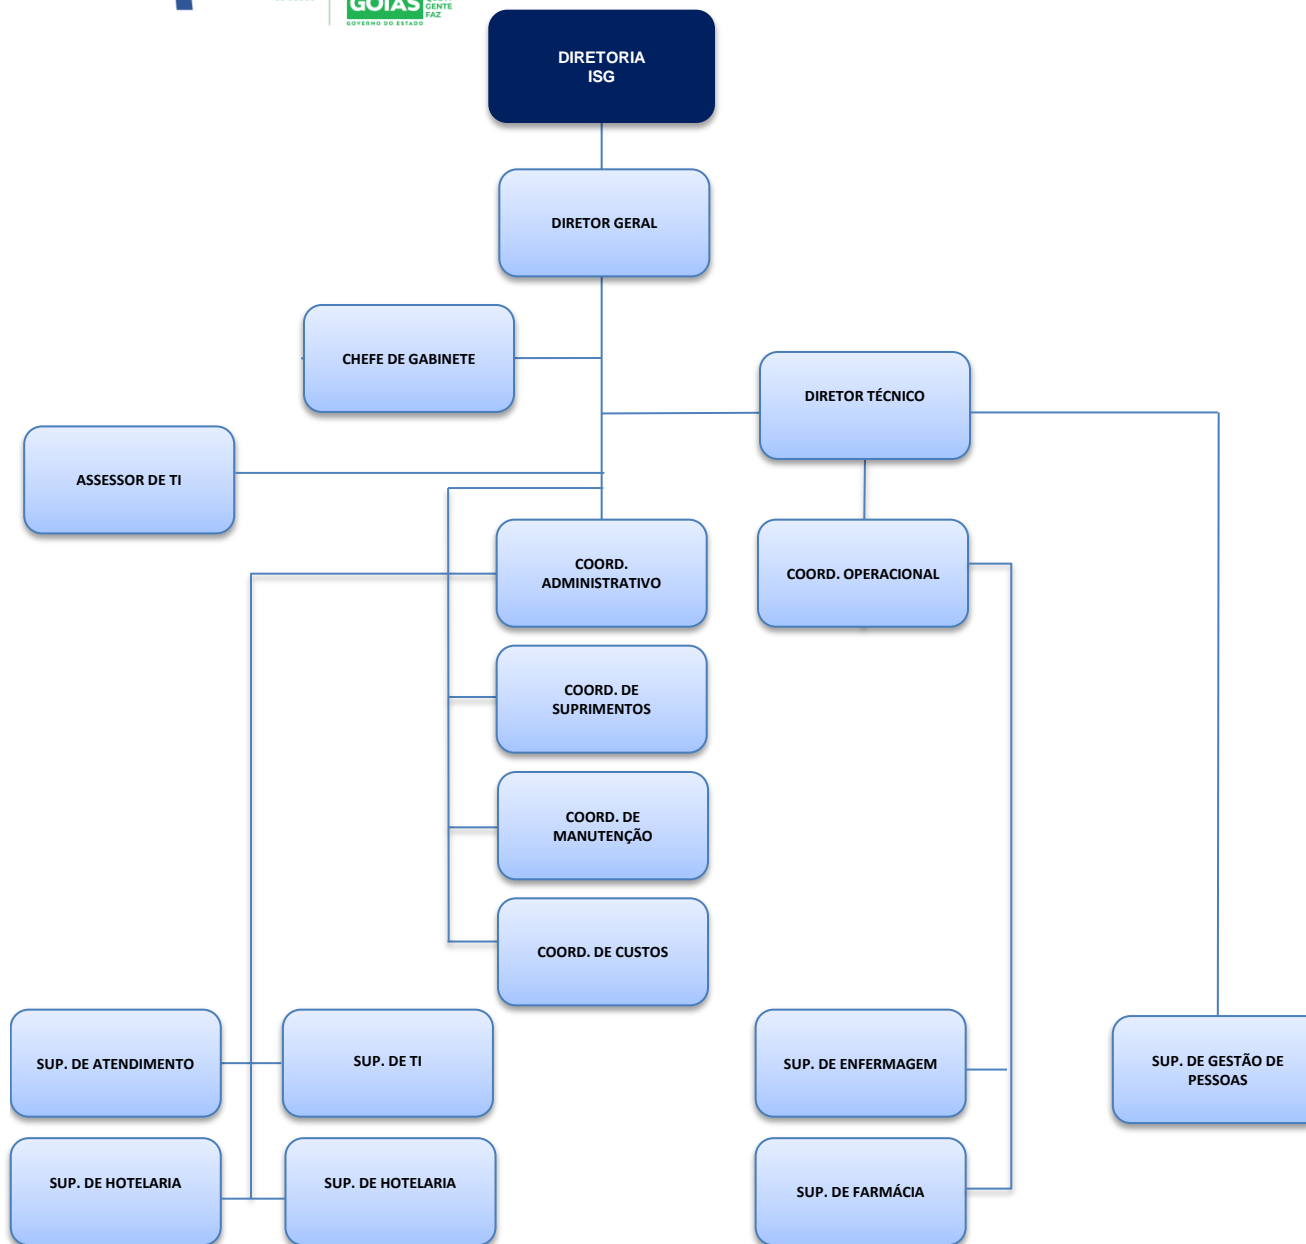 GOIÁS
GENTE
FAZ
GOVERNO DO ESTADO
DIRETORIA
ISG
DIRETOR GERAL
CHEFE DE GABINETE
DIRETOR TÉCNICO
ASSESSOR DE TI
COORD.
ADMINISTRATIVO
COORD. OPERACIONAL
COORD. DE
SUPRIMENTOS
COORD. DE
MANUTENÇÃO
COORD. DE CUSTOS
SUP. DE ATENDIMENTO
SUP. DE TI
SUP. DE ENFERMAGEM
SUP. DE GESTÃO DE
PESSOAS
SUP. DE HOTELARIA
SUP. DE HOTELARIA
SUP. DE FARMÁCIA